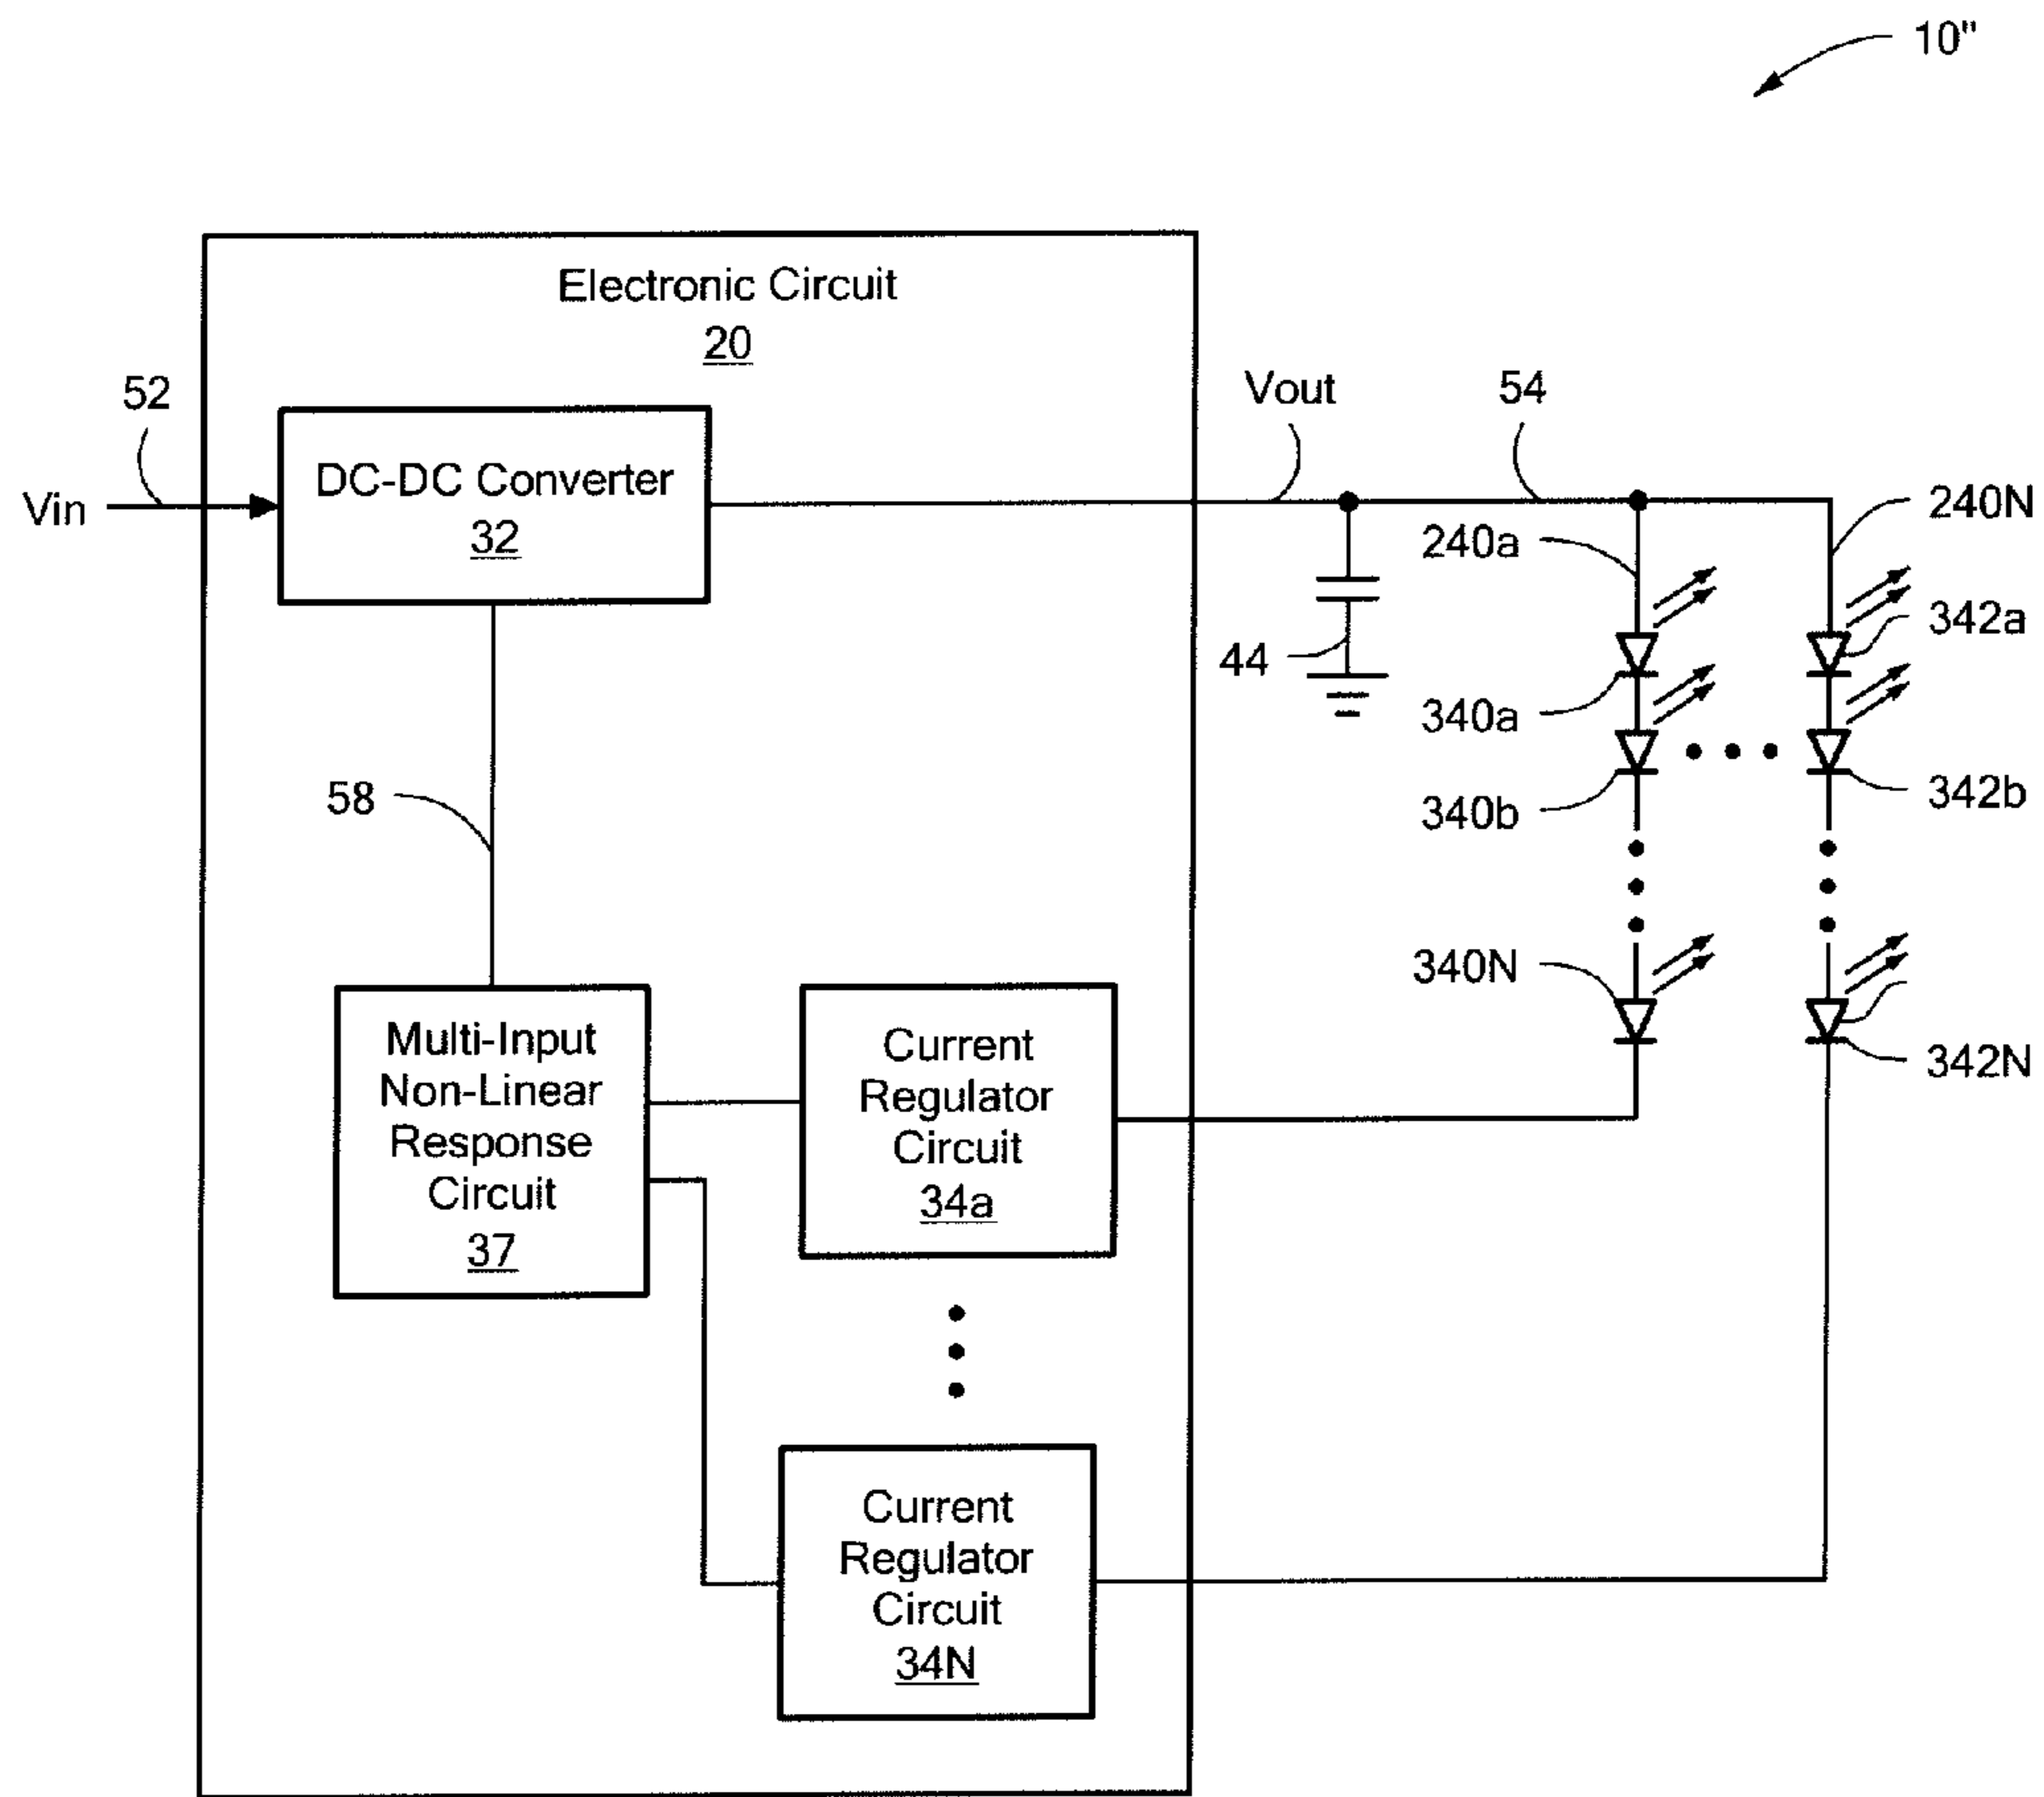 10"
Electronic Circuit
20
52
Vin
DC-DC Converter
32
Vout
54
240a
240N
44
340a
342a
340b
342b
58
340N
342N
Multi-Input
Non-Linear
Response
Circuit
37
Current
Regulator
Circuit
34a
Current
Regulator
Circuit
34N